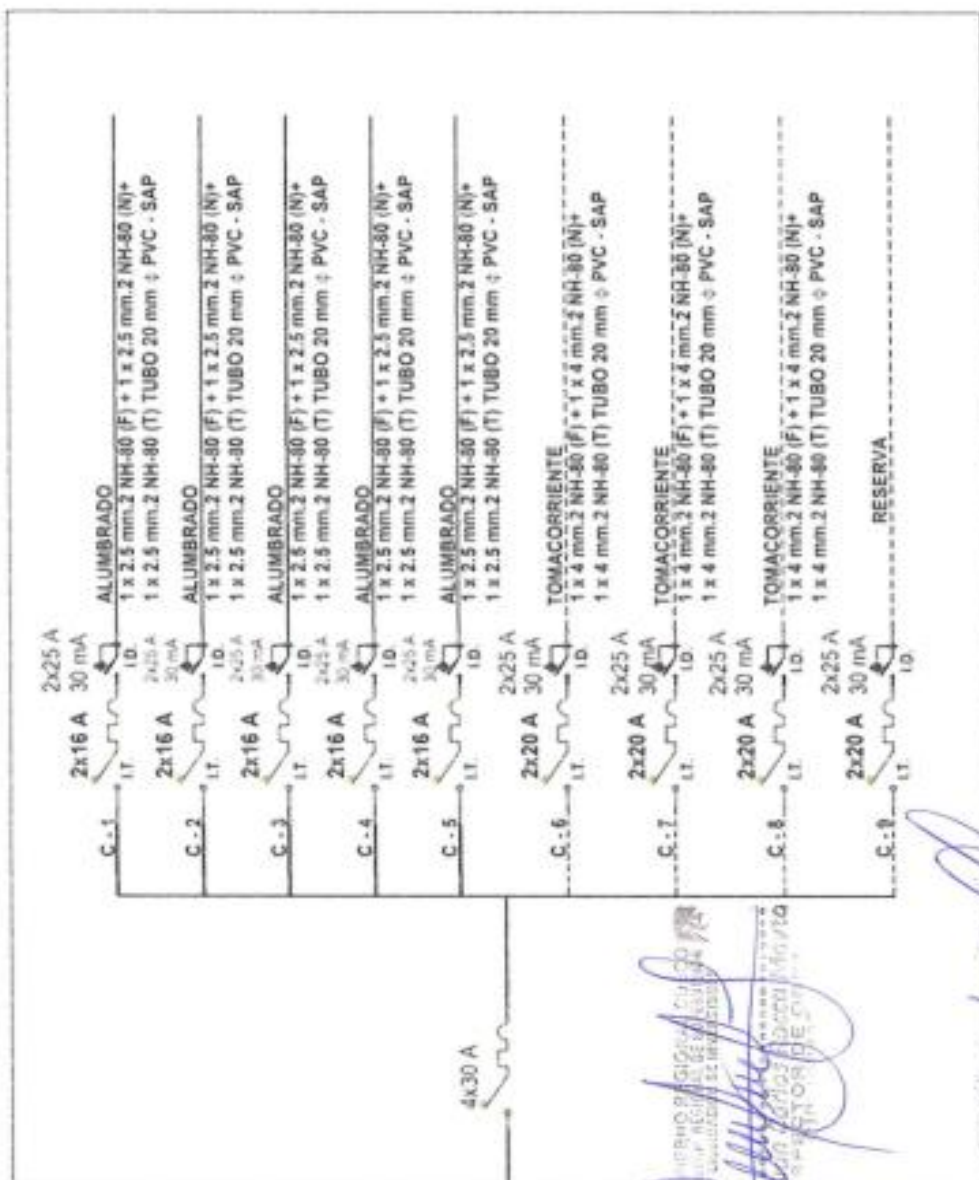 4x30 A
C - 1
2x16 A
I.T.
2x25 A
30 mA
I.D.
ALUMBRADO
1 x 2.5 mm.2 NH-80 (F) + 1 x 2.5 mm.2 NH-80 (N)+
1 x 2.5 mm.2 NH-80 (T) TUBO 20 mm ϕ PVC - SAP
C - 2
2x16 A
I.T.
2x25 A
30 mA
I.D.
ALUMBRADO
1 x 2.5 mm.2 NH-80 (F) + 1 x 2.5 mm.2 NH-80 (N)+
1 x 2.5 mm.2 NH-80 (T) TUBO 20 mm ϕ PVC - SAP
C - 3
2x16 A
I.T.
2x25 A
30 mA
I.D.
ALUMBRADO
1 x 2.5 mm.2 NH-80 (F) + 1 x 2.5 mm.2 NH-80 (N)+
1 x 2.5 mm.2 NH-80 (T) TUBO 20 mm ϕ PVC - SAP
C - 4
2x16 A
I.T.
2x25 A
30 mA
I.D.
ALUMBRADO
1 x 2.5 mm.2 NH-80 (F) + 1 x 2.5 mm.2 NH-80 (N)+
1 x 2.5 mm.2 NH-80 (T) TUBO 20 mm ϕ PVC - SAP
C - 5
2x16 A
I.T.
2x25 A
30 mA
I.D.
ALUMBRADO
1 x 2.5 mm.2 NH-80 (F) + 1 x 2.5 mm.2 NH-80 (N)+
1 x 2.5 mm.2 NH-80 (T) TUBO 20 mm ϕ PVC - SAP
C - 6
2x20 A
I.T.
2x25 A
30 mA
I.D.
TOMACORRIENTE
1 x 4 mm.2 NH-80 (F) + 1 x 4 mm.2 NH-80 (N)+
1 x 4 mm.2 NH-80 (T) TUBO 20 mm ϕ PVC - SAP
C - 7
2x20 A
I.T.
2x25 A
30 mA
I.D.
TOMACORRIENTE
1 x 4 mm.2 NH-80 (F) + 1 x 4 mm.2 NH-80 (N)+
1 x 4 mm.2 NH-80 (T) TUBO 20 mm ϕ PVC - SAP
C - 8
2x20 A
I.T.
2x25 A
30 mA
I.D.
TOMACORRIENTE
1 x 4 mm.2 NH-80 (F) + 1 x 4 mm.2 NH-80 (N)+
1 x 4 mm.2 NH-80 (T) TUBO 20 mm ϕ PVC - SAP
C - 9
2x20 A
I.T.
2x25 A
30 mA
I.D.
RESERVA